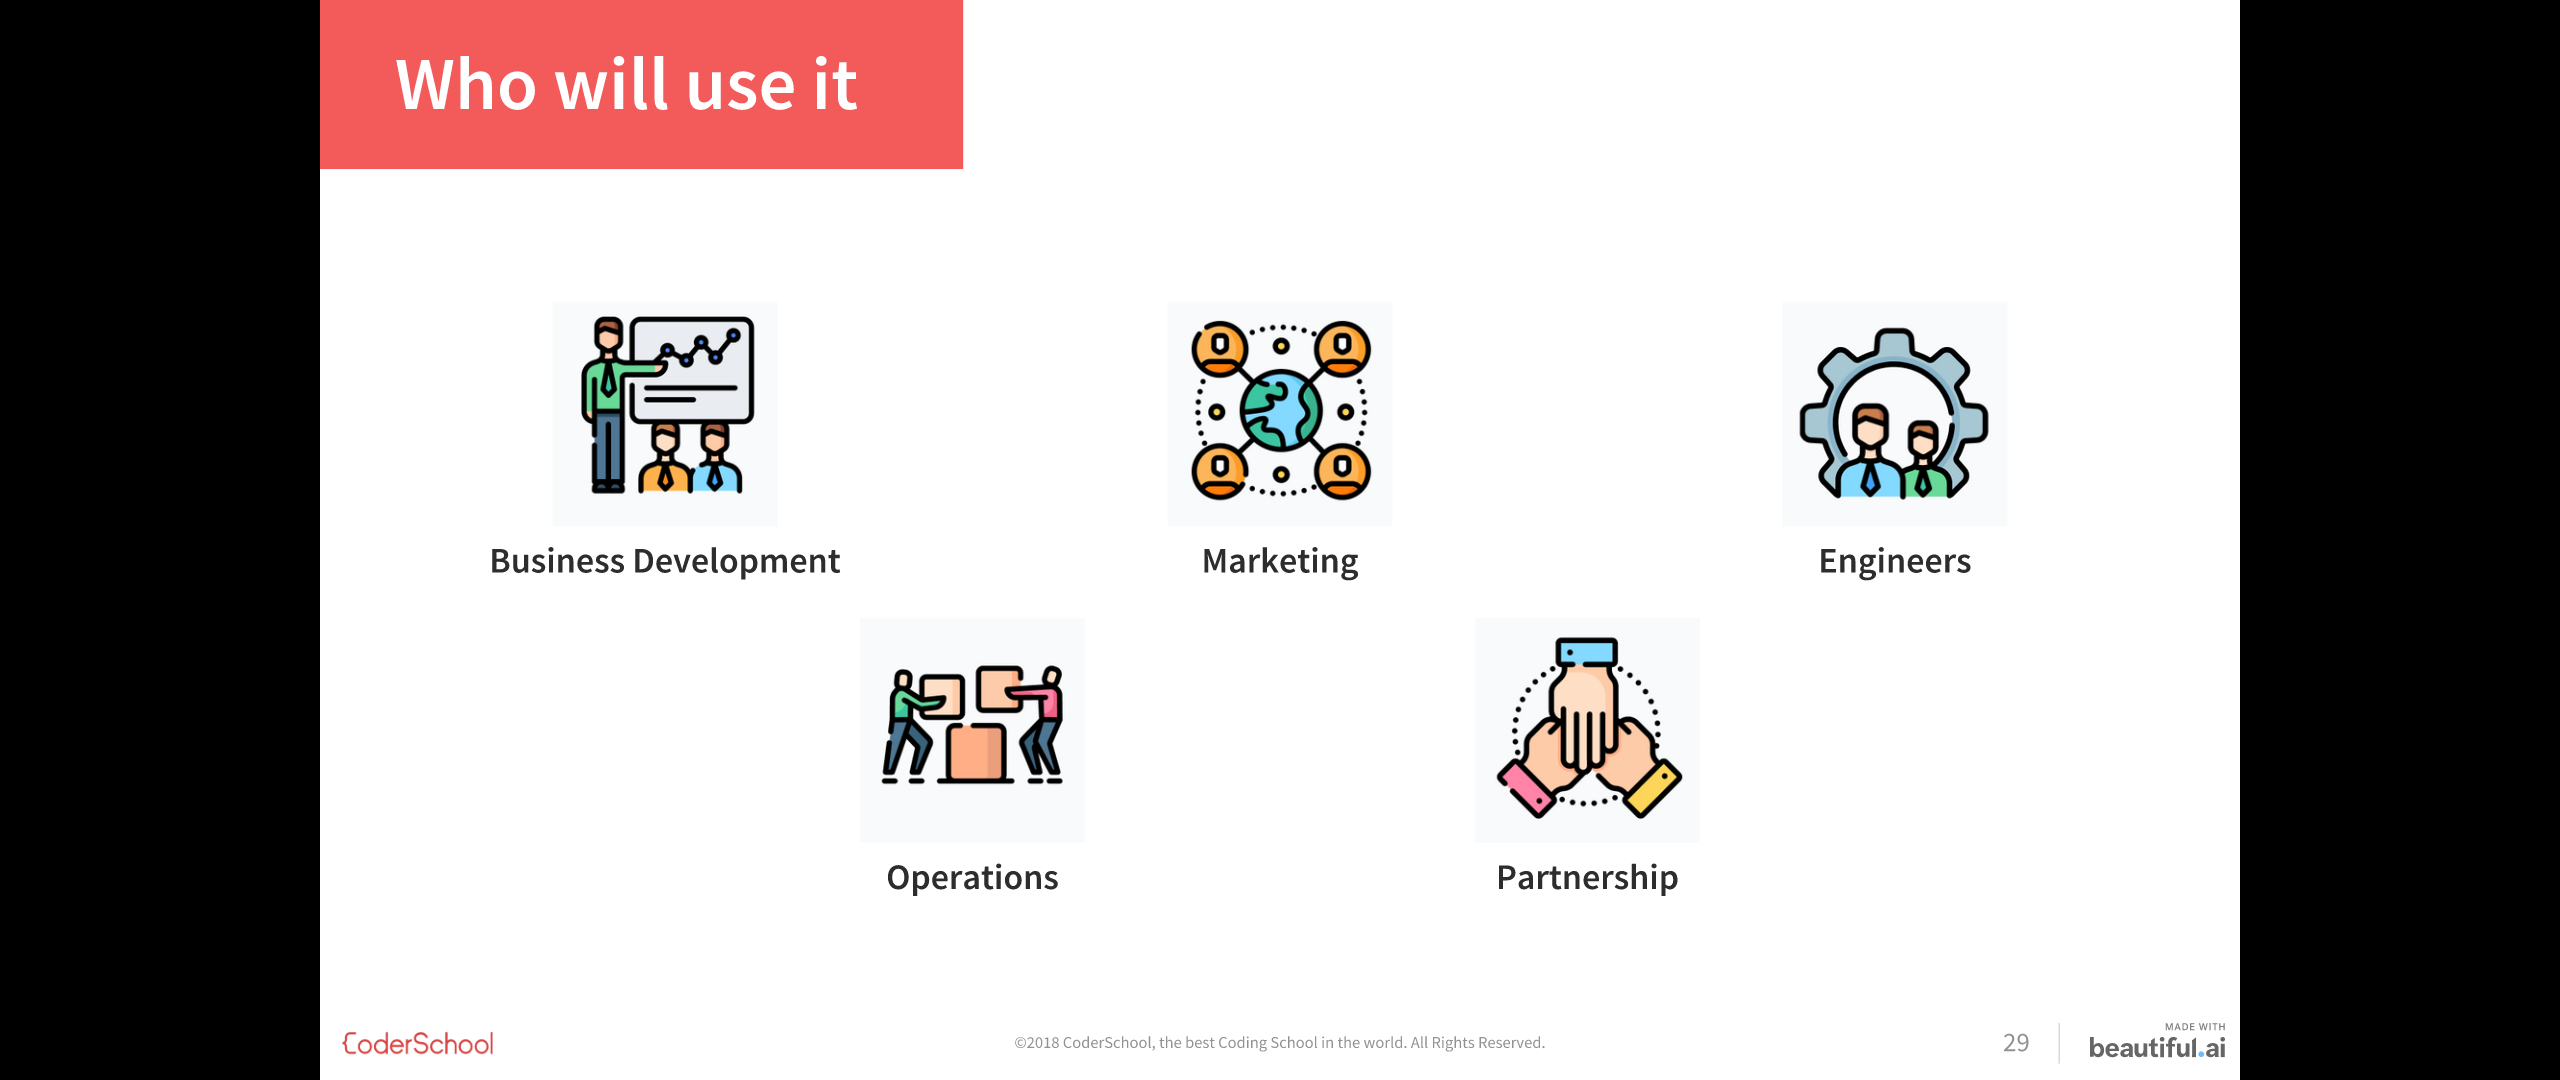 Who will use it
Business Development
Marketing
Engineers
Operations
Partnership
CoderSchool
©2018 CoderSchool, the best Coding School in the world. All Rights Reserved.
29
MADE WITH
beautiful.ai